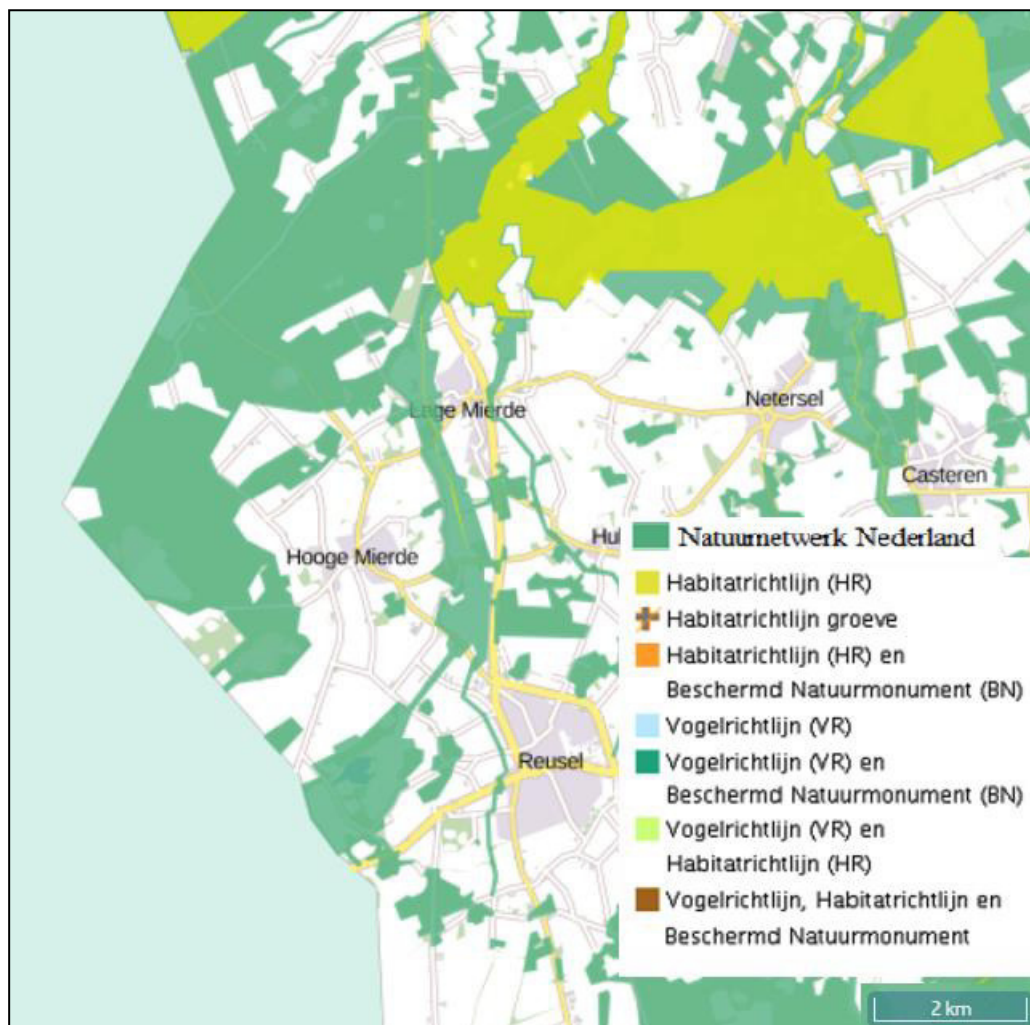 Lage Mierde
Netersel
Casteren
Hooge Mierde
Hul
Reusel
Natuurnetwerk Nederland
Habitatrichtlijn (HR)
Habitatrichtlijn groeve
Habitatrichtlijn (HR) en
Beschermd Natuurmonument (BN)
Vogelrichtlijn (VR)
Vogelrichtlijn (VR) en
Beschermd Natuurmonument (BN)
Vogelrichtlijn (VR) en
Habitatrichtlijn (HR)
Vogelrichtlijn, Habitatrichtlijn en
Beschermd Natuurmonument
2 km